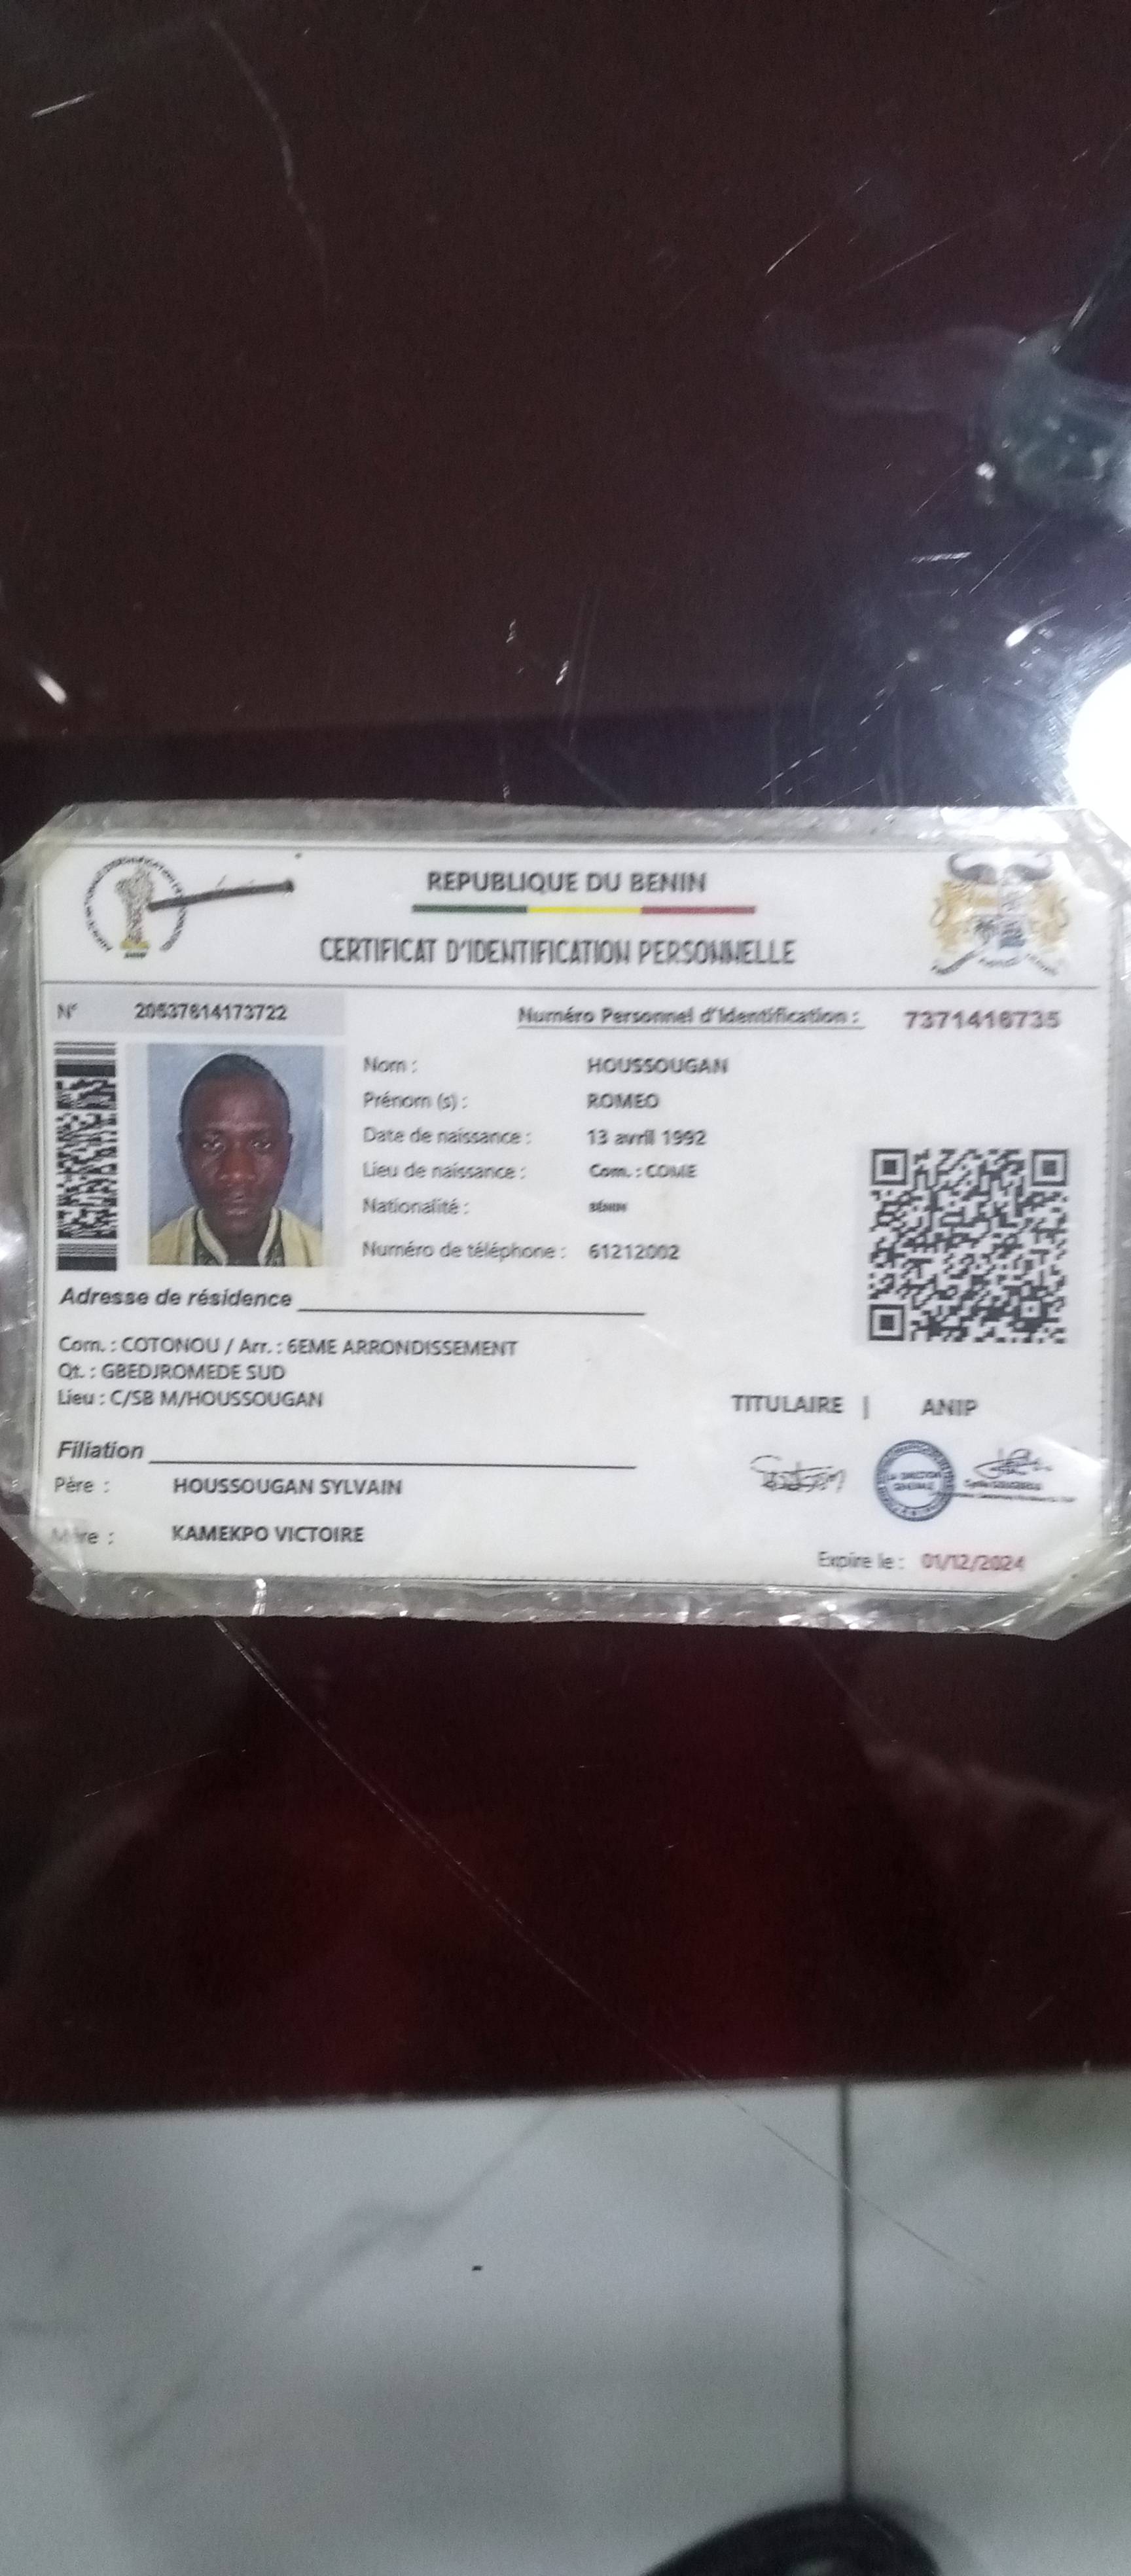 REPUBLIQUE DU BENIN
CERTIFICAT D'IDENTIFICATION PERSONNELLE
N° 20537814173722
Numéro Personnel d'Identification : 7371416735
Nom : HOUSSOUGAN
Prénom (s) : ROMEO
Date de naissance : 13 avril 1992
Lieu de naissance : Com. : COME
Nationalité : BÉNIN
Numéro de téléphone : 61212002
Adresse de résidence
Com. : COTONOU / Arr. : 6EME ARRONDISSEMENT
Qt. : GBEDJROMEDE SUD
Lieu : C/SB M/HOUSSOUGAN
TITULAIRE | ANIP
Filiation
Père : HOUSSOUGAN SYLVAIN
Mère : KAMEKPO VICTOIRE
Expire le : 01/12/2024